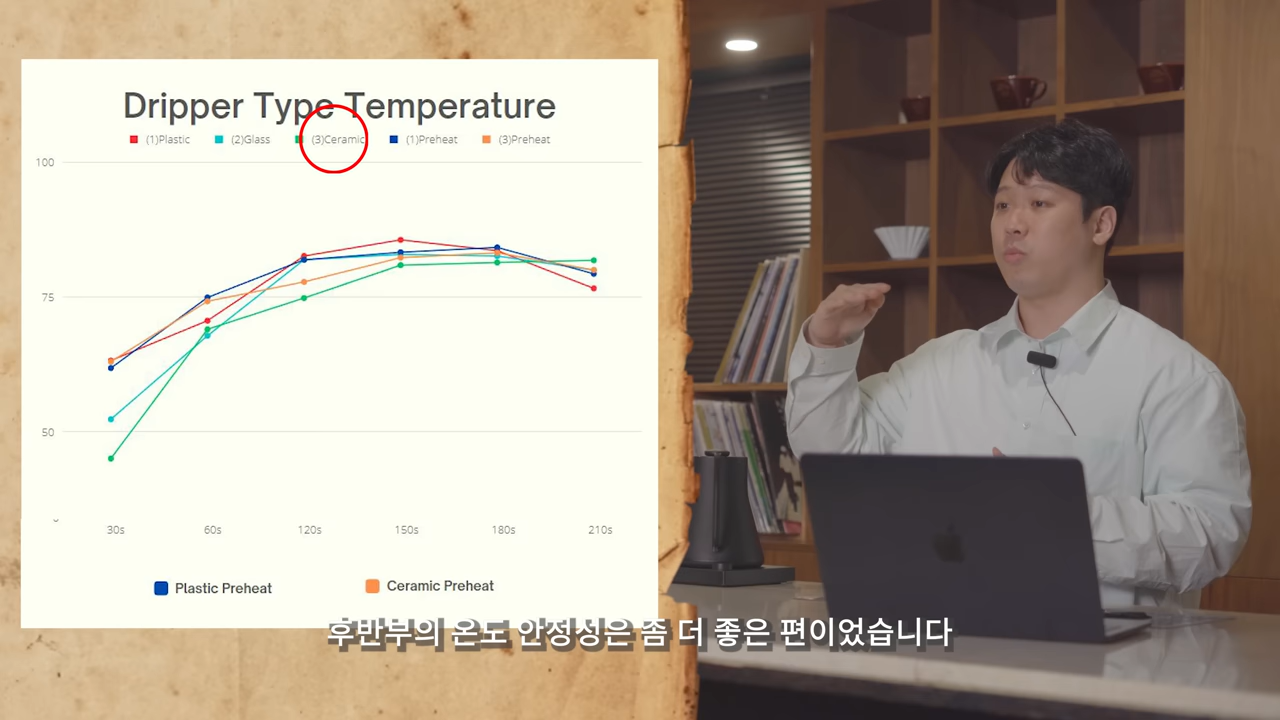 Dripper Type Temperature
(1)Plastic (2)Glass (3)Ceramic (1)Preheat (3)Preheat
100
75
50
30s 60s 120s 150s 180s 210s
Plastic Preheat Ceramic Preheat
후반부의 온도 안정성은 좀 더 좋은 편이었습니다